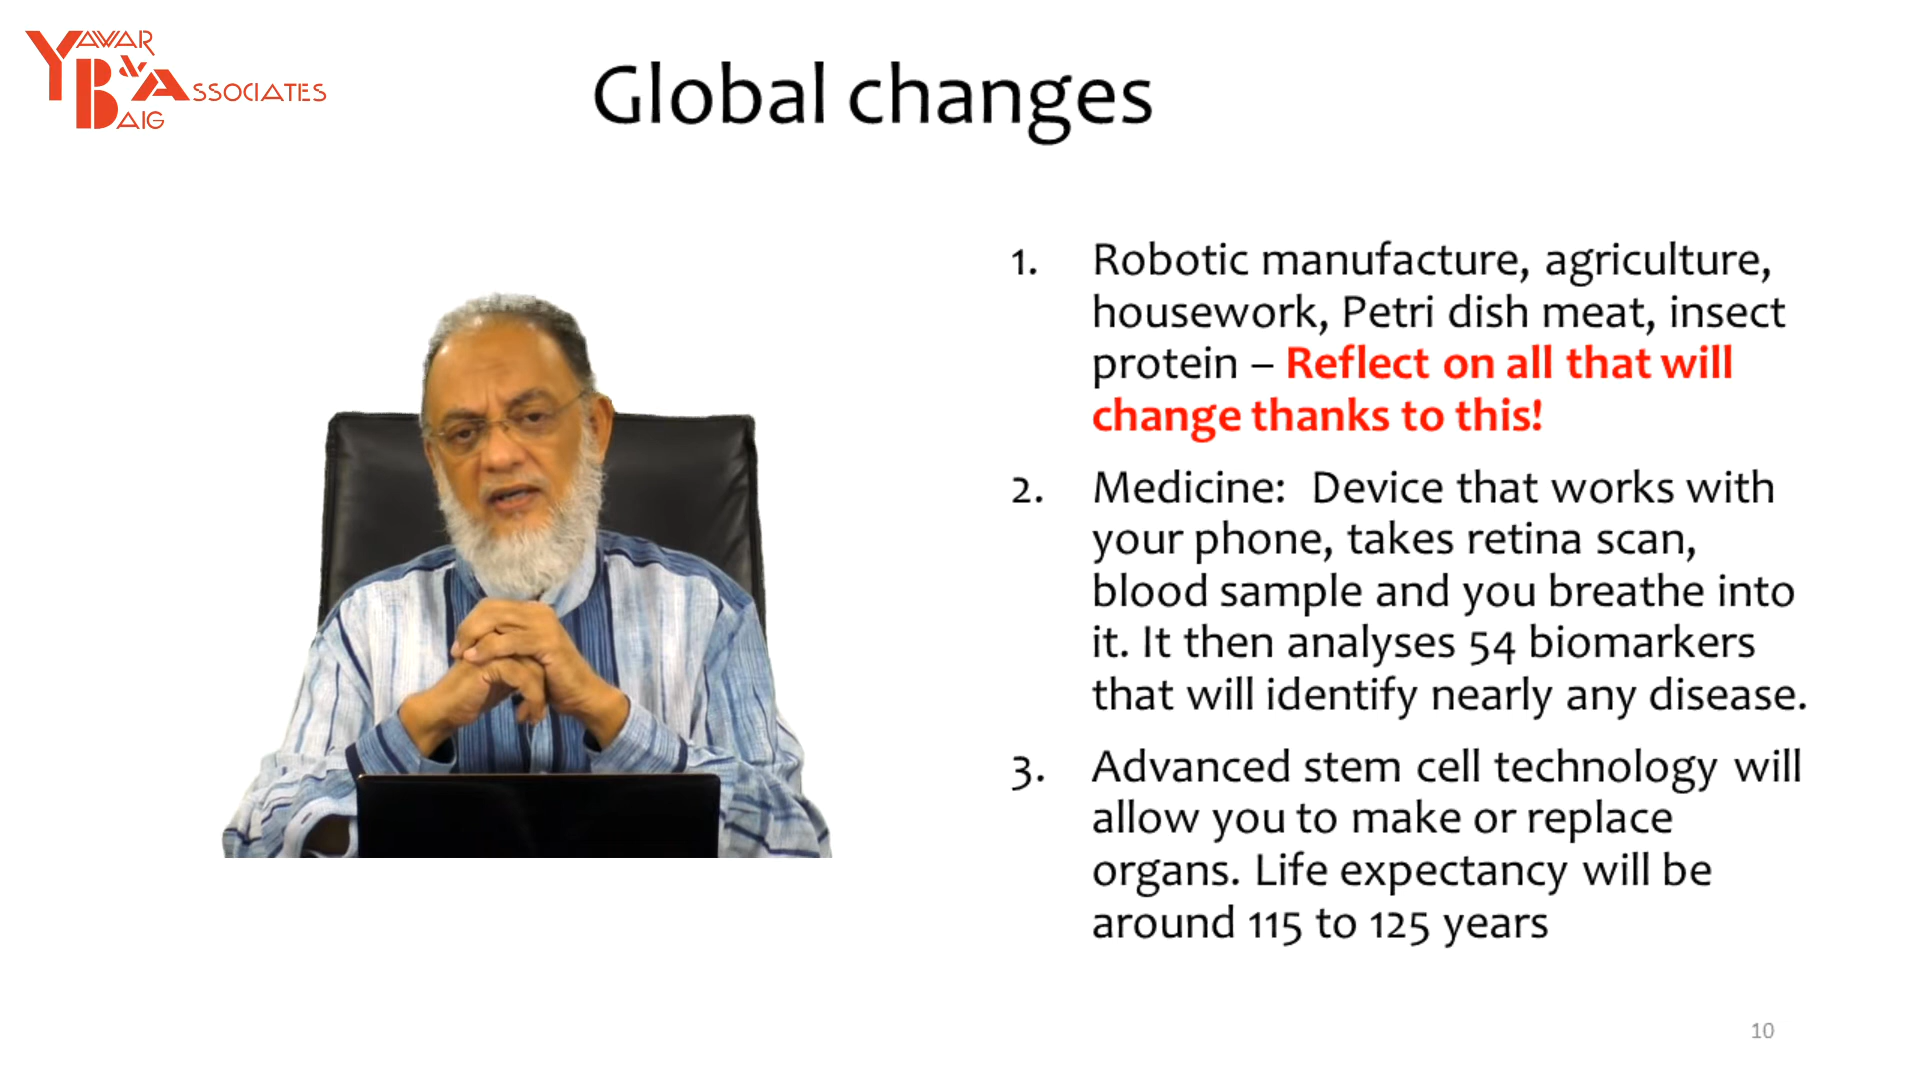 YAWAR
BAIG & ASSOCIATES
Global changes
1. Robotic manufacture, agriculture,
housework, Petri dish meat, insect
protein – Reflect on all that will
change thanks to this!
2. Medicine: Device that works with
your phone, takes retina scan,
blood sample and you breathe into
it. It then analyses 54 biomarkers
that will identify nearly any disease.
3. Advanced stem cell technology will
allow you to make or replace
organs. Life expectancy will be
around 115 to 125 years
10